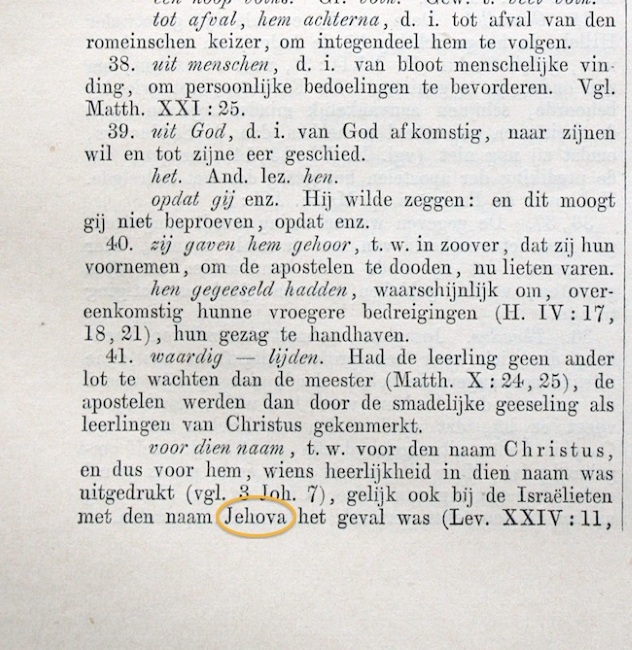 tot afval, hem achterna, d. i. tot afval van den
romeinschen keizer, om integendeel hem te volgen.
38. uit menschen, d. i. van bloot menschelijke vin-
ding, om persoonlijke bedoelingen te bevorderen. Vgl.
Matth. XXI : 25.
39. uit God, d. i. van God afkomstig, naar zijnen
wil en tot zijne eer geschied.
het. And. lez. hen.
opdat gij enz. Hij wilde zeggen: en dit moogt
gij niet beproeven, opdat enz.
40. zij gaven hem gehoor, t. w. in zoover, dat zij hun
voornemen, om de apostelen te dooden, nu lieten varen.
hen gegeeseld hadden, waarschijnlijk om, over-
eenkomstig hunne vroegere bedreigingen (H. IV : 17,
18, 21), hun gezag te handhaven.
41. waardig — lijden. Had de leerling geen ander
lot te wachten dan de meester (Matth. X : 24, 25), de
apostelen werden dan door de smadelijke geeseling als
leerlingen van Christus gekenmerkt.
voor dien naam, t. w. voor den naam Christus,
en dus voor hem, wiens heerlijkheid in dien naam was
uitgedrukt (vgl. 3 Joh. 7), gelijk ook bij de Israëlieten
met den naam Jehova het geval was (Lev. XXIV : 11,